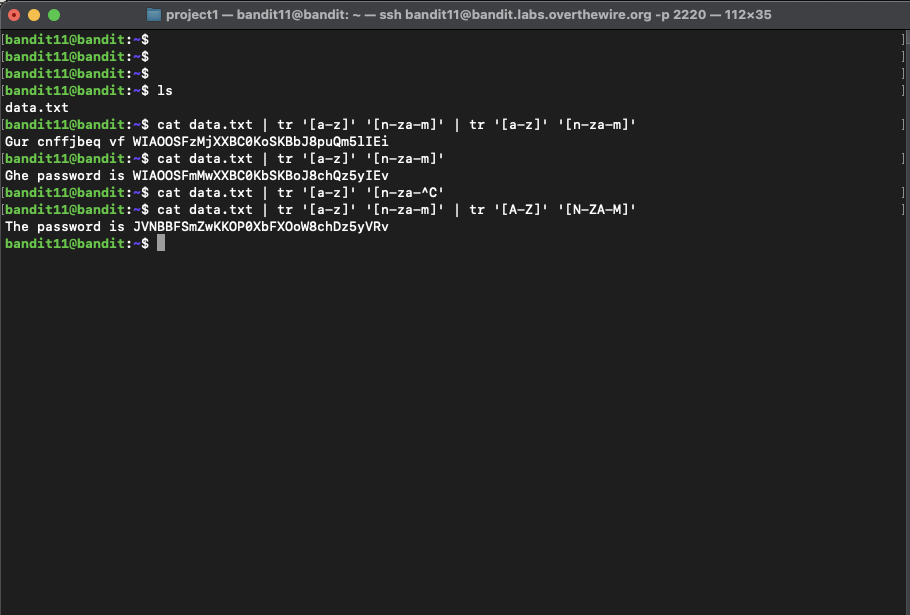 project1 — bandit11@bandit: ~ — ssh bandit11@bandit.labs.overthewire.org -p 2220 — 112×35
[bandit11@bandit:~$ ]
[bandit11@bandit:~$ ]
[bandit11@bandit:~$ ]
[bandit11@bandit:~$ ls ]
data.txt
[bandit11@bandit:~$ cat data.txt | tr '[a-z]' '[n-za-m]' | tr '[a-z]' '[n-za-m]' ]
Gur cnffjbeq vf WIAOOSFzMjXXBC0KoSKBbJ8puQm5lIEi
[bandit11@bandit:~$ cat data.txt | tr '[a-z]' '[n-za-m]' ]
Ghe password is WIAOOSFmMwXXBC0KbSKBoJ8chQz5yIEv
[bandit11@bandit:~$ cat data.txt | tr '[a-z]' '[n-za-^C' ]
[bandit11@bandit:~$ cat data.txt | tr '[a-z]' '[n-za-m]' | tr '[A-Z]' '[N-ZA-M]' ]
The password is JVNBBFSmZwKKOP0XbFXOoW8chDz5yVRv
bandit11@bandit:~$